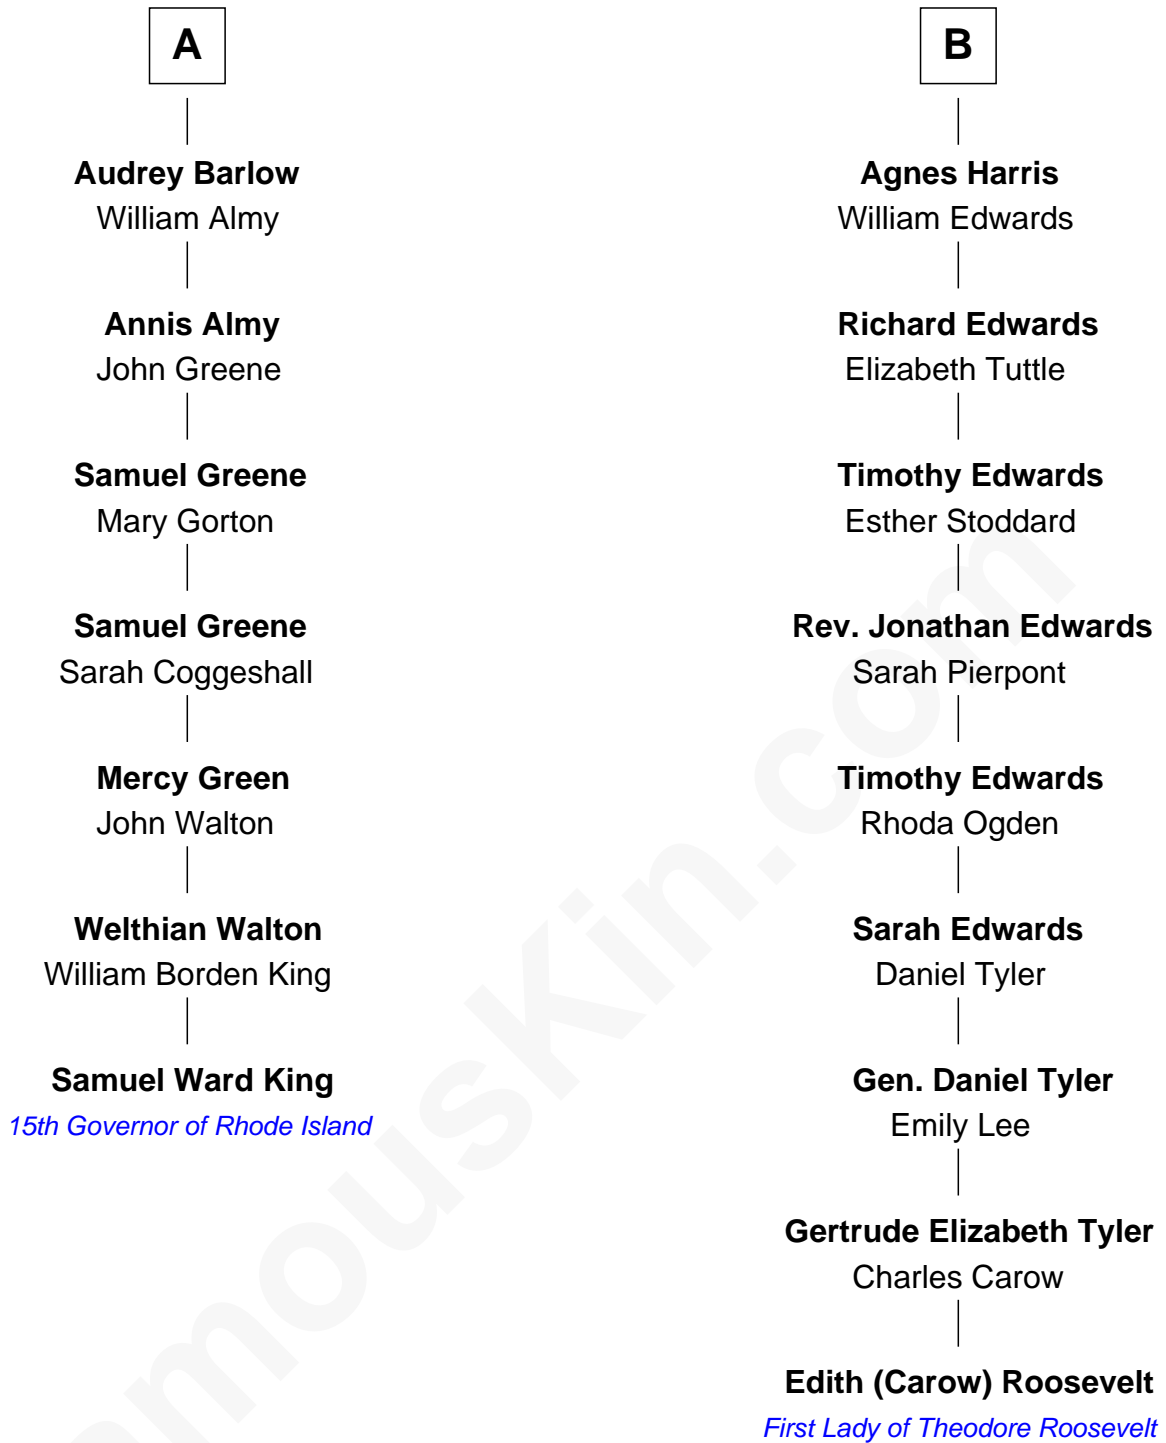 A
Audrey Barlow
William Almy
Annis Almy
John Greene
Samuel Greene
Mary Gorton
Samuel Greene
Sarah Coggeshall
Mercy Green
John Walton
Welthian Walton
William Borden King
Samuel Ward King
15th Governor of Rhode Island
B
Agnes Harris
William Edwards
Richard Edwards
Elizabeth Tuttle
Timothy Edwards
Esther Stoddard
Rev. Jonathan Edwards
Sarah Pierpont
Timothy Edwards
Rhoda Ogden
Sarah Edwards
Daniel Tyler
Gen. Daniel Tyler
Emily Lee
Gertrude Elizabeth Tyler
Charles Carow
Edith (Carow) Roosevelt
First Lady of Theodore Roosevelt
amousKin.com